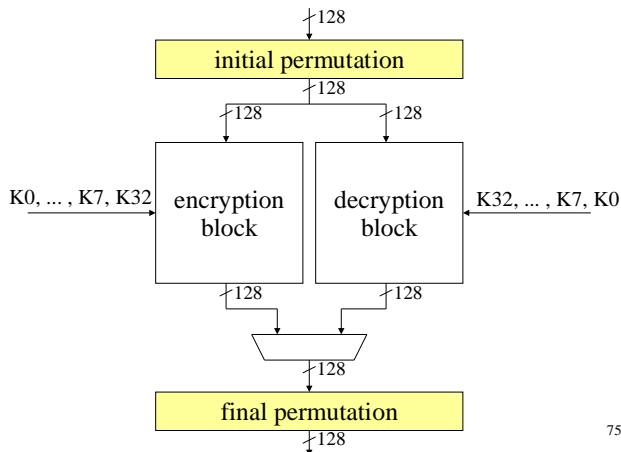 128
initial permutation
128
128
128
K0, ... , K7, K32
encryption
block
decryption
block
K32, ... , K7, K0
128
128
128
final permutation
128
75